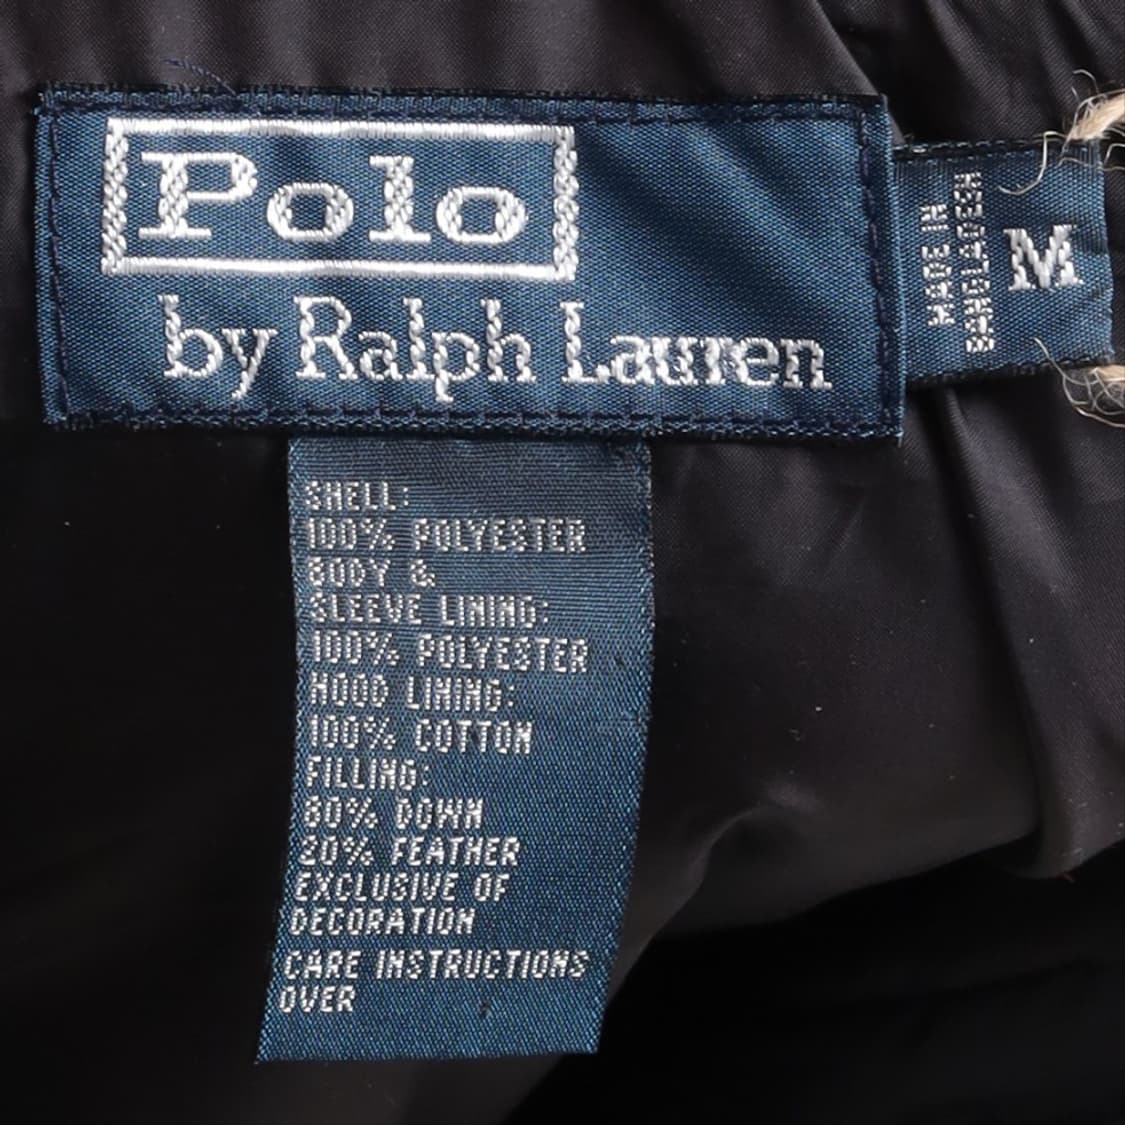 Polo
by Ralph Lauren
MADE IN
BANGLADESH
M
SHELL:
100% POLYESTER
BODY &
SLEEVE LINING:
100% POLYESTER
HOOD LINING:
100% COTTON
FILLING:
80% DOWN
20% FEATHER
EXCLUSIVE OF
DECORATION
CARE INSTRUCTIONS
OVER